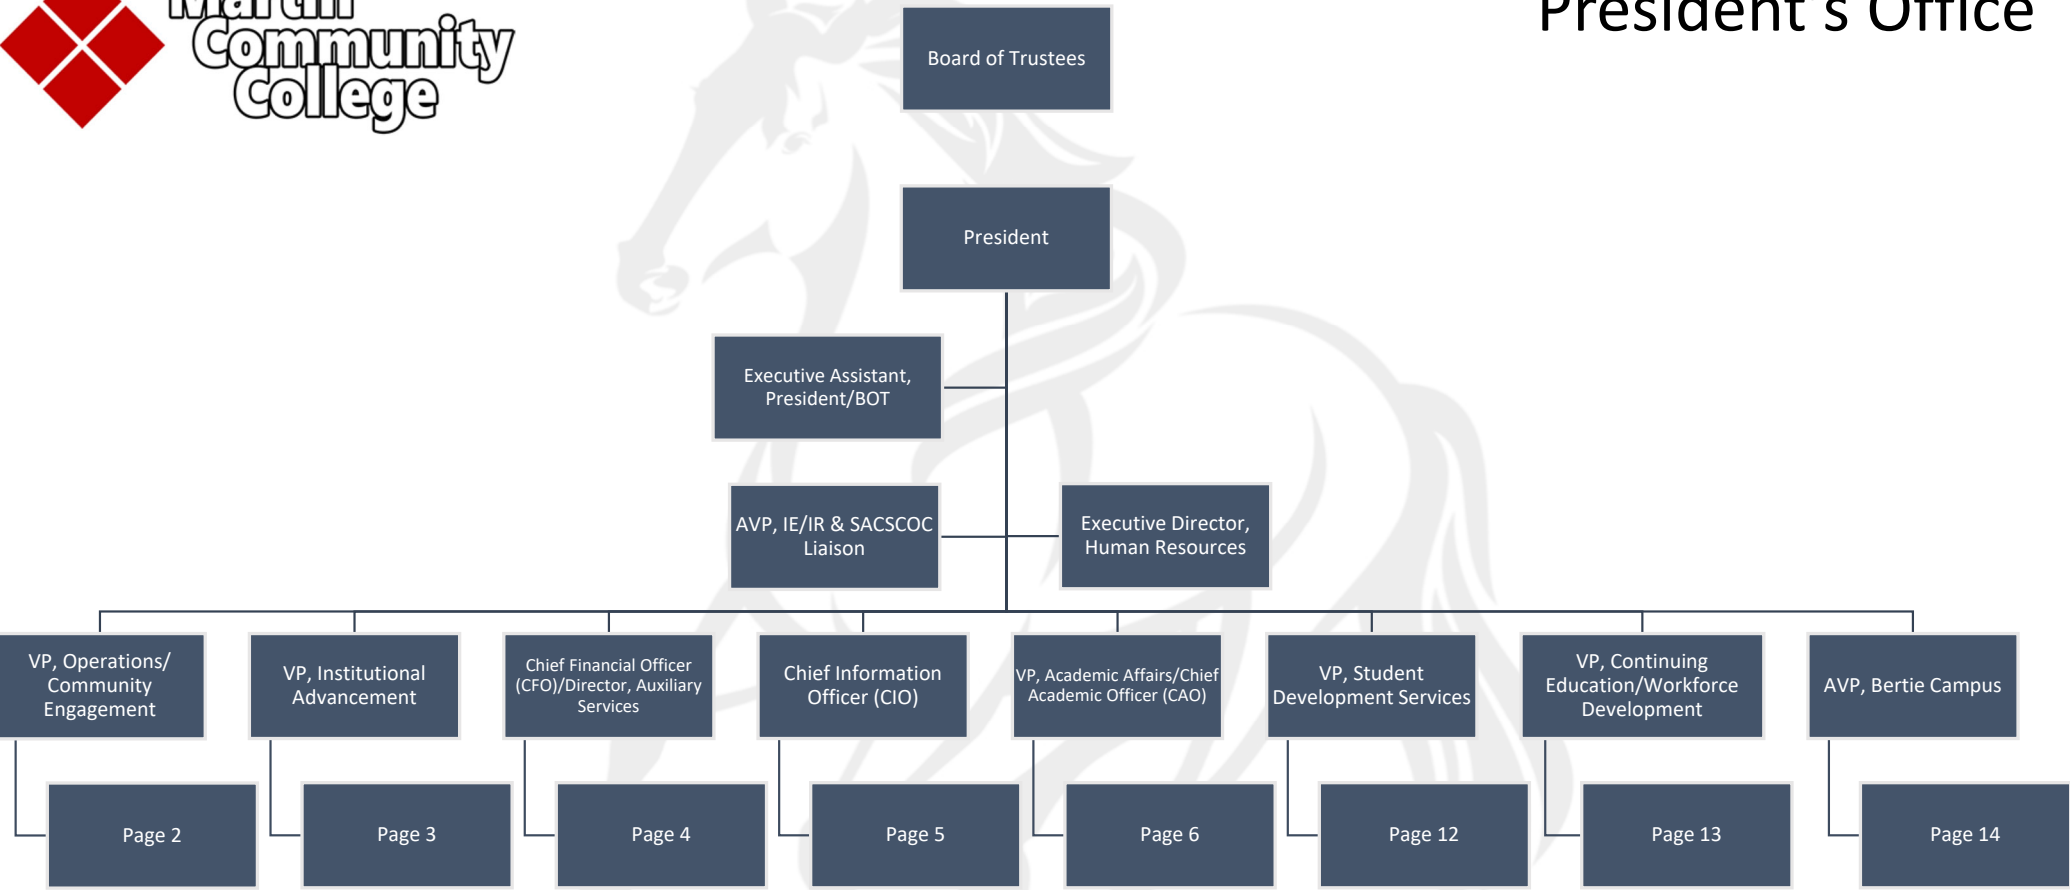 Martin
Community
College
President's Office
Board of Trustees
President
Executive Assistant,
President/BOT
AVP, IE/IR & SACSCOC
Liaison
Executive Director,
Human Resources
VP, Operations/
Community
Engagement
VP, Institutional
Advancement
Chief Financial Officer
(CFO)/Director, Auxiliary
Services
Chief Information
Officer (CIO)
VP, Academic Affairs/Chief
Academic Officer (CAO)
VP, Student
Development Services
VP, Continuing
Education/Workforce
Development
AVP, Bertie Campus
Page 2
Page 3
Page 4
Page 5
Page 6
Page 12
Page 13
Page 14